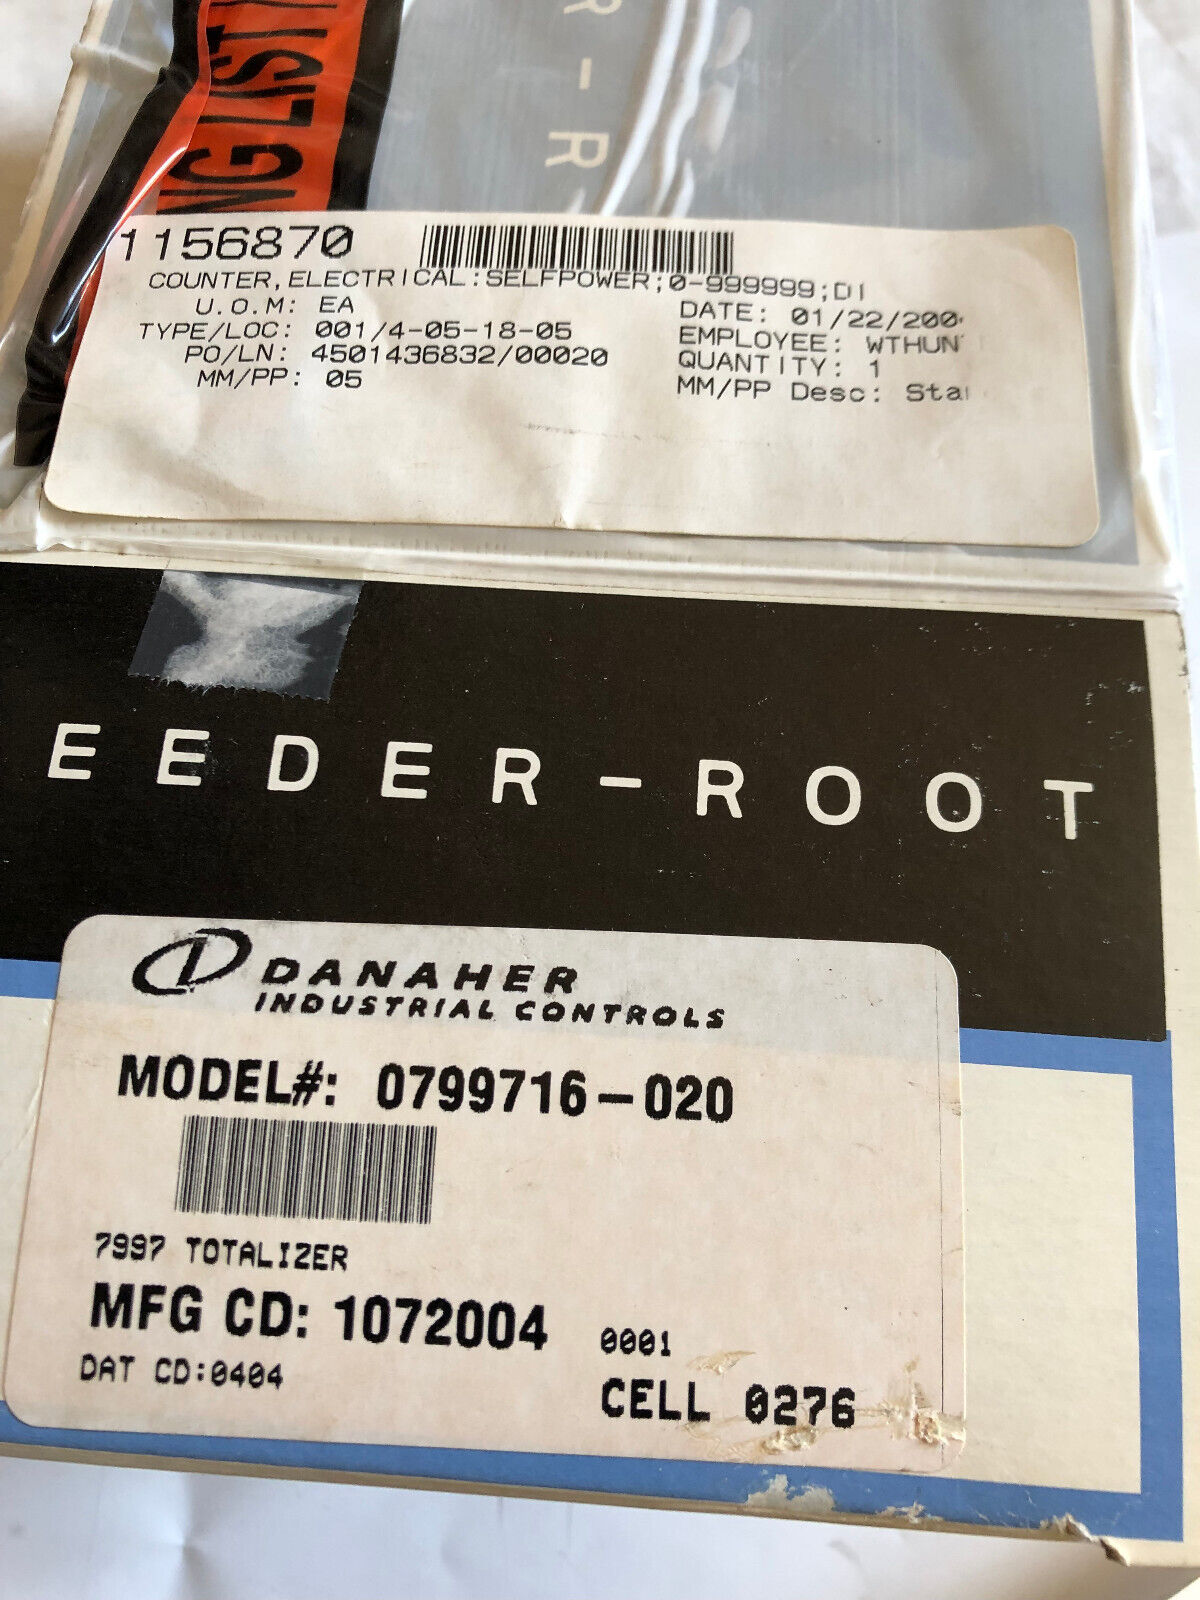 NG LIST
R - R
1156870
COUNTER, ELECTRICAL:SELFPOWER;0-999999;DI
U.O.M: EA
TYPE/LOC: 001/4-05-18-05
PO/LN: 4501436832/00020
MM/PP: 05
DATE: 01/22/200
EMPLOYEE: WTHUN
QUANTITY: 1
MM/PP Desc: Sta
EEDER-ROOT
DANAHER
INDUSTRIAL CONTROLS
MODEL#: 0799716-020
7997 TOTALIZER
MFG CD: 1072004
0001
DAT CD:0404
CELL 0276